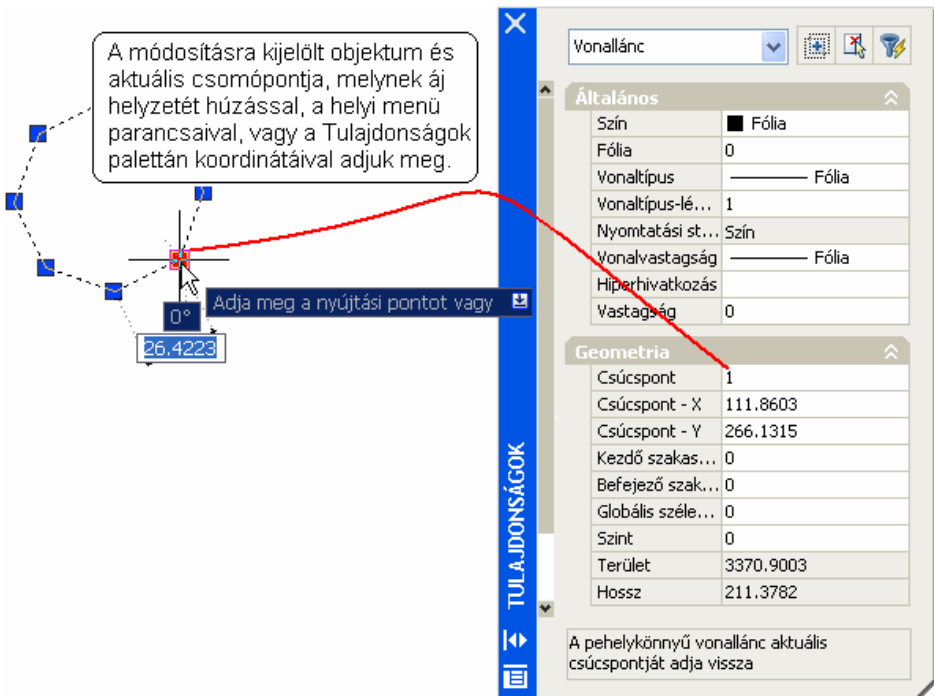 A módosításra kijelölt objektum és
aktuális csomópontja, melynek áj
helyzetét húzással, a helyi menü
parancsaival, vagy a Tulajdonságok
palettán koordinátáival adjuk meg.
Adja meg a nyújtási pontot vagy
0°
26.4223
TULAJDONSÁGOK
Vonallánc
Általános
Szín Fólia
Fólia 0
Vonaltípus Fólia
Vonaltípus-lé... 1
Nyomtatási st... Szín
Vonalvastagság Fólia
Hiperhivatkozás
Vastagság 0
Geometria
Csúcspont 1
Csúcspont - X 111.8603
Csúcspont - Y 266.1315
Kezdő szakas... 0
Befejező szak... 0
Globális széle... 0
Szint 0
Terület 3370.9003
Hossz 211.3782
A pehelykönnyű vonallánc aktuális
csúcspontját adja vissza